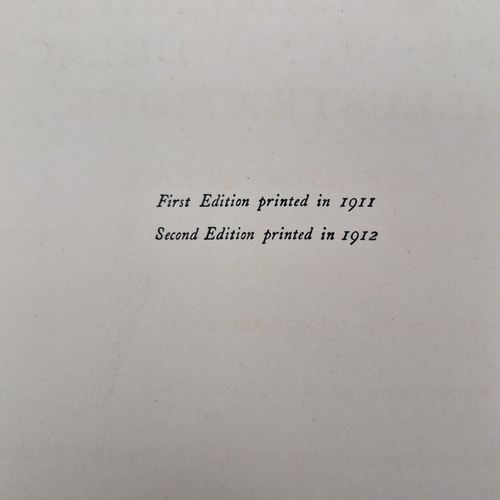 First Edition printed in 1911
Second Edition printed in 1912